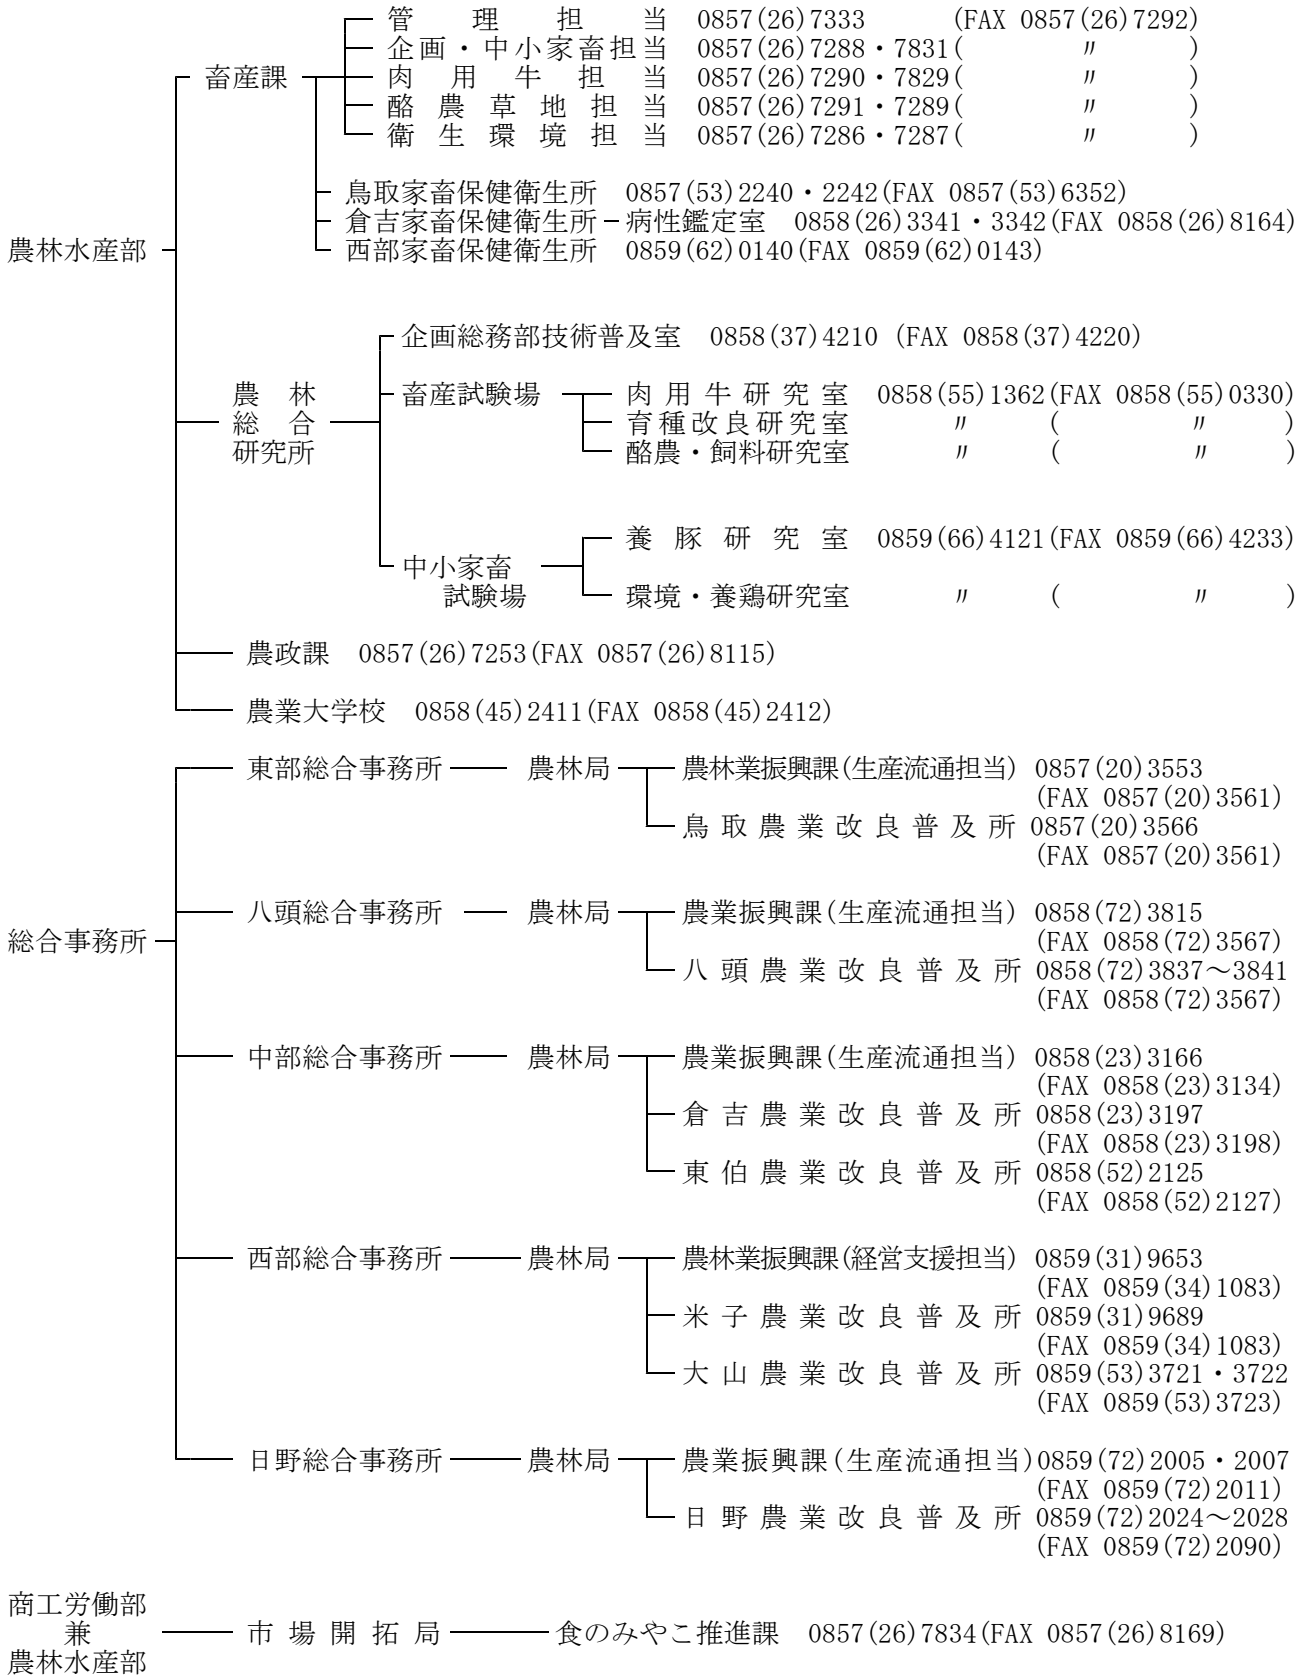 管理担当 0857(26)7333 (FAX 0857(26)7292)
企画・中小家畜担当 0857(26)7288・7831( 〃 )
畜産課 肉用牛担当 0857(26)7290・7829( 〃 )
酪農草地担当 0857(26)7291・7289( 〃 )
衛生環境担当 0857(26)7286・7287( 〃 )
鳥取家畜保健衛生所 0857(53)2240・2242(FAX 0857(53)6352)
倉吉家畜保健衛生所 病性鑑定室 0858(26)3341・3342(FAX 0858(26)8164)
農林水産部 西部家畜保健衛生所 0859(62)0140(FAX 0859(62)0143)
企画総務部技術普及室 0858(37)4210 (FAX 0858(37)4220)
農林 畜産試験場 肉用牛研究室 0858(55)1362(FAX 0858(55)0330)
総合 育種改良研究室 〃 ( 〃 )
研究所 酪農・飼料研究室 〃 ( 〃 )
養豚研究室 0859(66)4121(FAX 0859(66)4233)
中小家畜
試験場 環境・養鶏研究室 〃 ( 〃 )
農政課 0857(26)7253(FAX 0857(26)8115)
農業大学校 0858(45)2411(FAX 0858(45)2412)
東部総合事務所 農林局 農林業振興課(生産流通担当) 0857(20)3553
(FAX 0857(20)3561)
鳥取農業改良普及所 0857(20)3566
(FAX 0857(20)3561)
八頭総合事務所 農林局 農業振興課(生産流通担当) 0858(72)3815
総合事務所 (FAX 0858(72)3567)
八頭農業改良普及所 0858(72)3837～3841
(FAX 0858(72)3567)
中部総合事務所 農林局 農業振興課(生産流通担当) 0858(23)3166
(FAX 0858(23)3134)
倉吉農業改良普及所 0858(23)3197
(FAX 0858(23)3198)
東伯農業改良普及所 0858(52)2125
(FAX 0858(52)2127)
西部総合事務所 農林局 農林業振興課(経営支援担当) 0859(31)9653
(FAX 0859(34)1083)
米子農業改良普及所 0859(31)9689
(FAX 0859(34)1083)
大山農業改良普及所 0859(53)3721・3722
(FAX 0859(53)3723)
日野総合事務所 農林局 農業振興課(生産流通担当)0859(72)2005・2007
(FAX 0859(72)2011)
日野農業改良普及所 0859(72)2024～2028
(FAX 0859(72)2090)
商工労働部
兼 市場開拓局 食のみやこ推進課 0857(26)7834(FAX 0857(26)8169)
農林水産部